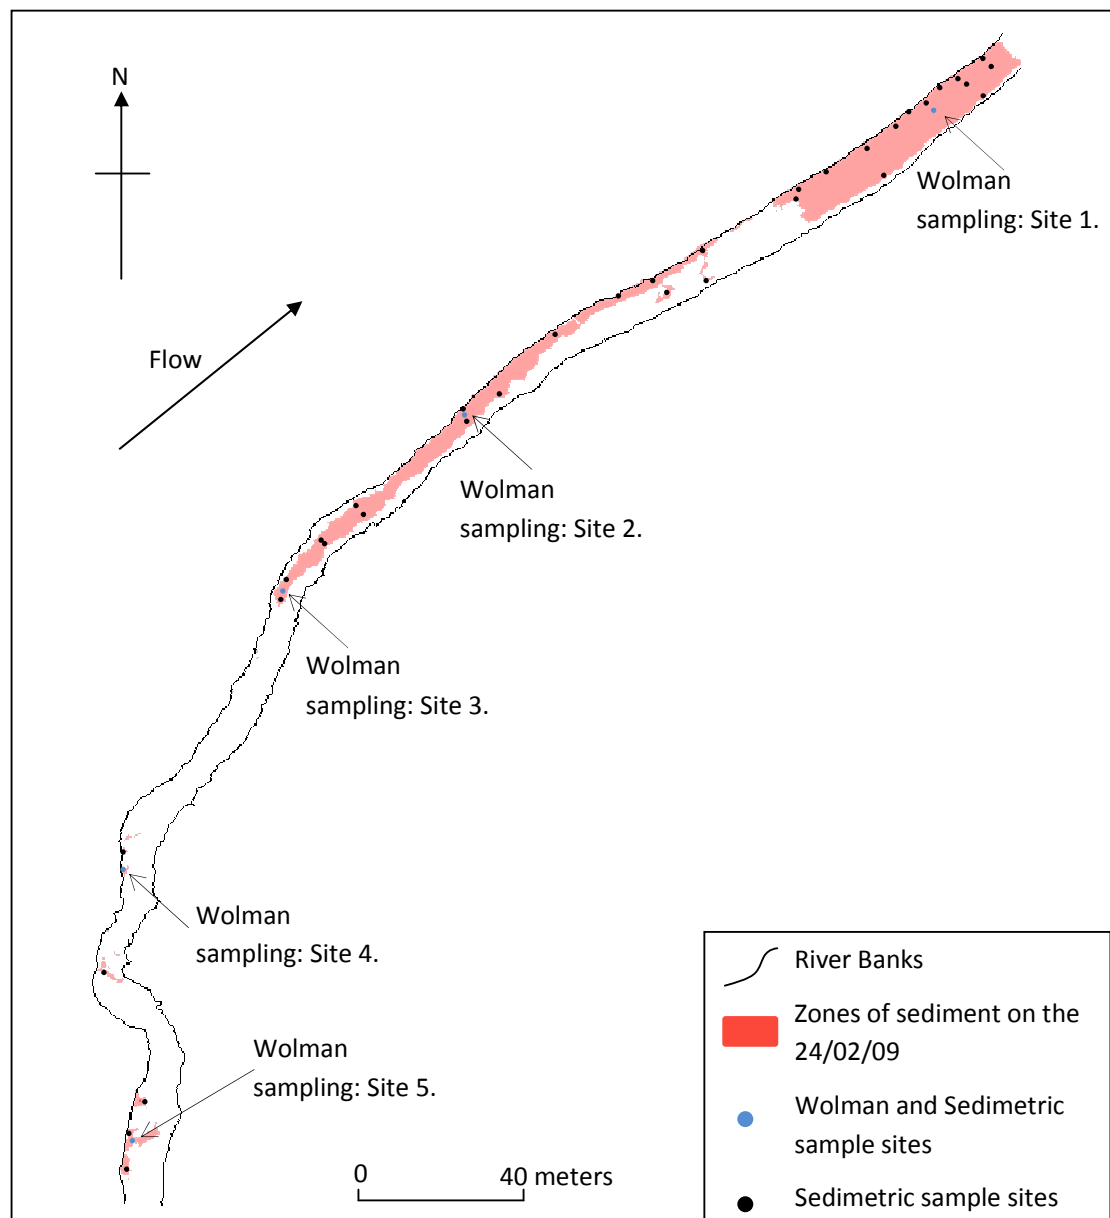 N
Wolman
sampling: Site 1.
Flow
Wolman
sampling: Site 2.
Wolman
sampling: Site 3.
Wolman
sampling: Site 4.
Wolman
sampling: Site 5.
0 40 meters
River Banks
Zones of sediment on the
24/02/09
Wolman and Sedimetric
sample sites
Sedimetric sample sites